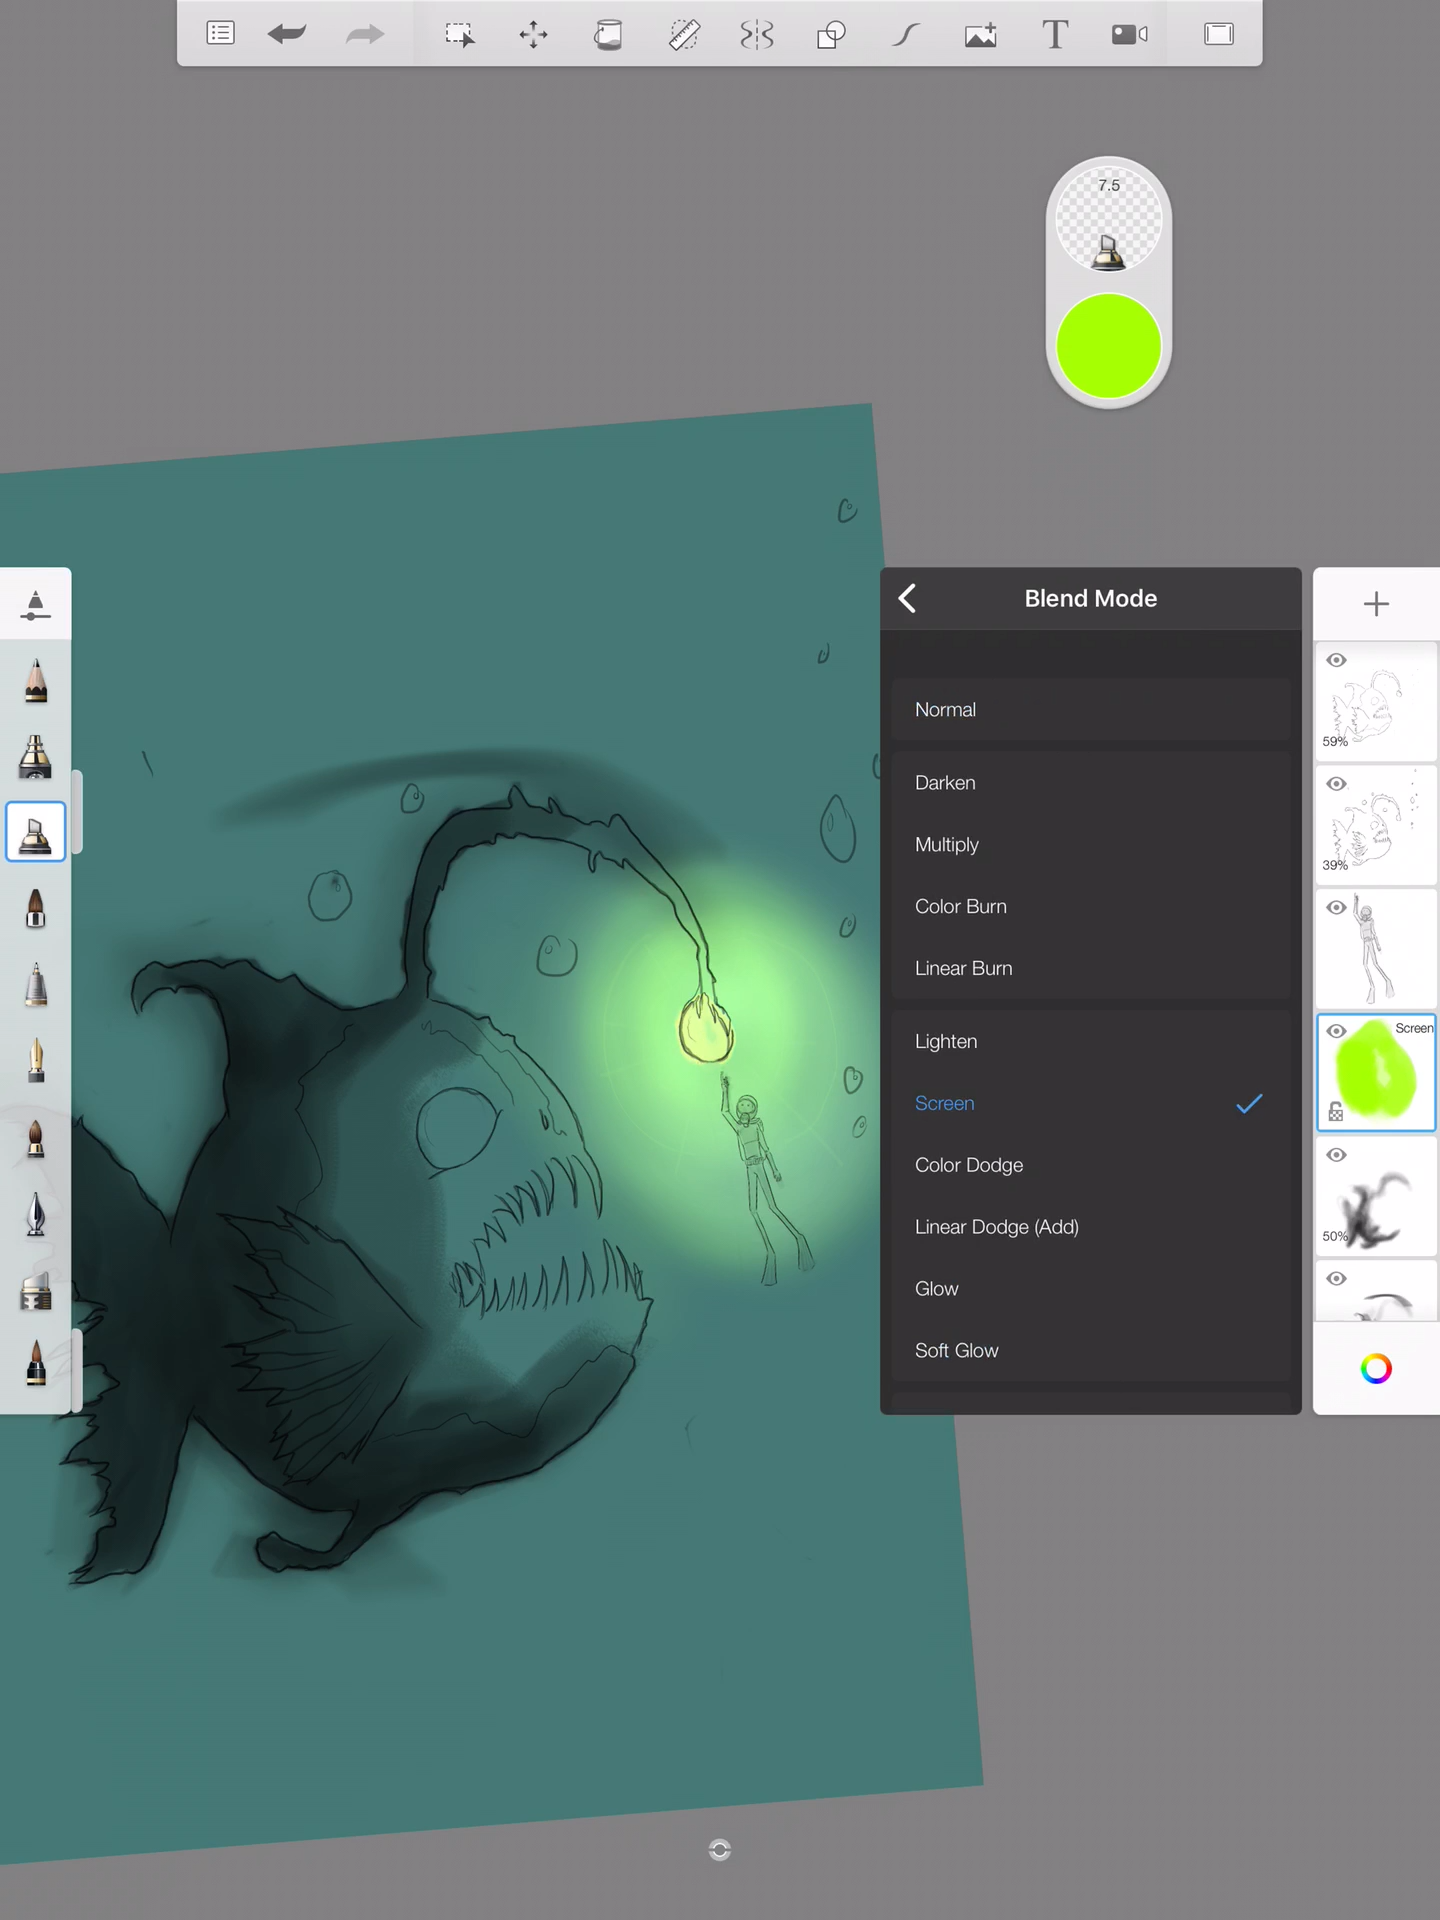 T
7.5
Blend Mode
Normal
Darken
Multiply
Color Burn
Linear Burn
Lighten
Screen
Color Dodge
Linear Dodge (Add)
Glow
Soft Glow
59%
39%
Screen
50%